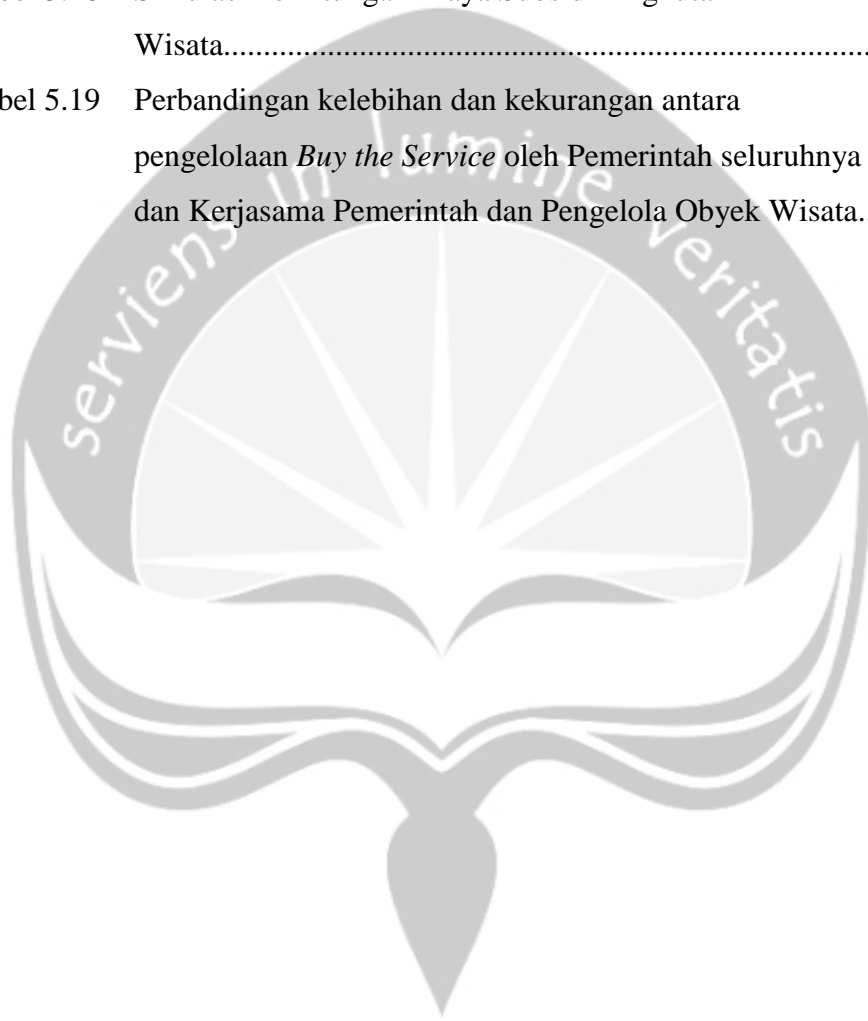 Wisata..........................................................................
bel 5.19 Perbandingan kelebihan dan kekurangan antara
pengelolaan Buy the Service oleh Pemerintah seluruhnya
dan Kerjasama Pemerintah dan Pengelola Obyek Wisata.
serviens in lumine veritatis